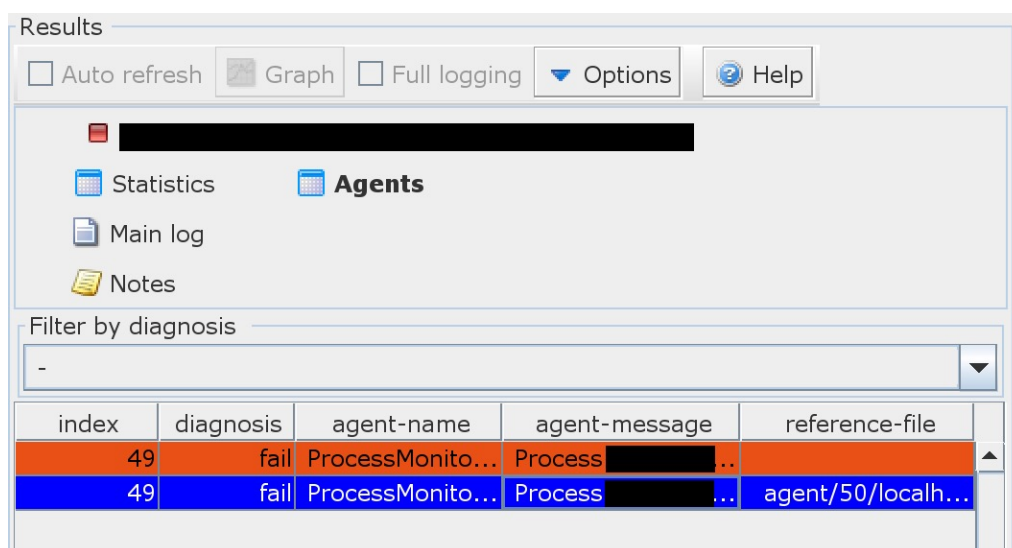 Results
Auto refresh Graph Full logging Options Help
Statistics Agents
Main log
Notes
Filter by diagnosis
-
index diagnosis agent-name agent-message reference-file
49 fail ProcessMonito... Process ...
49 fail ProcessMonito... Process ... agent/50/localh...